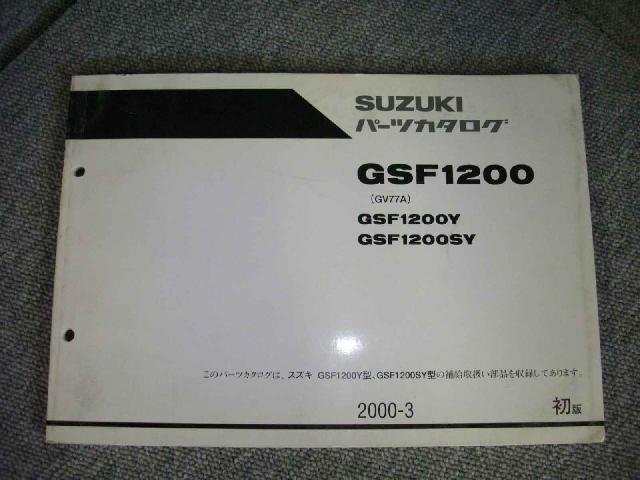 SUZUKI
パーツカタログ
GSF1200
(GV77A)
GSF1200Y
GSF1200SY
このパーツカタログは、スズキ GSF1200Y型、GSF1200SY型の補給取扱い部品を収録してあります。
2000-3 初版